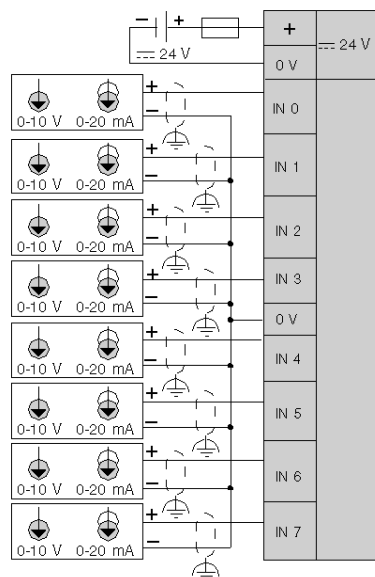 − + + ⎓ 24 V
⎓ 24 V 0 V
+ IN 0
−
0-10 V 0-20 mA
+ IN 1
−
0-10 V 0-20 mA
+ IN 2
−
0-10 V 0-20 mA
+ IN 3
−
0-10 V 0-20 mA
0 V
+ IN 4
−
0-10 V 0-20 mA
+ IN 5
−
0-10 V 0-20 mA
+ IN 6
−
0-10 V 0-20 mA
+ IN 7
−
0-10 V 0-20 mA